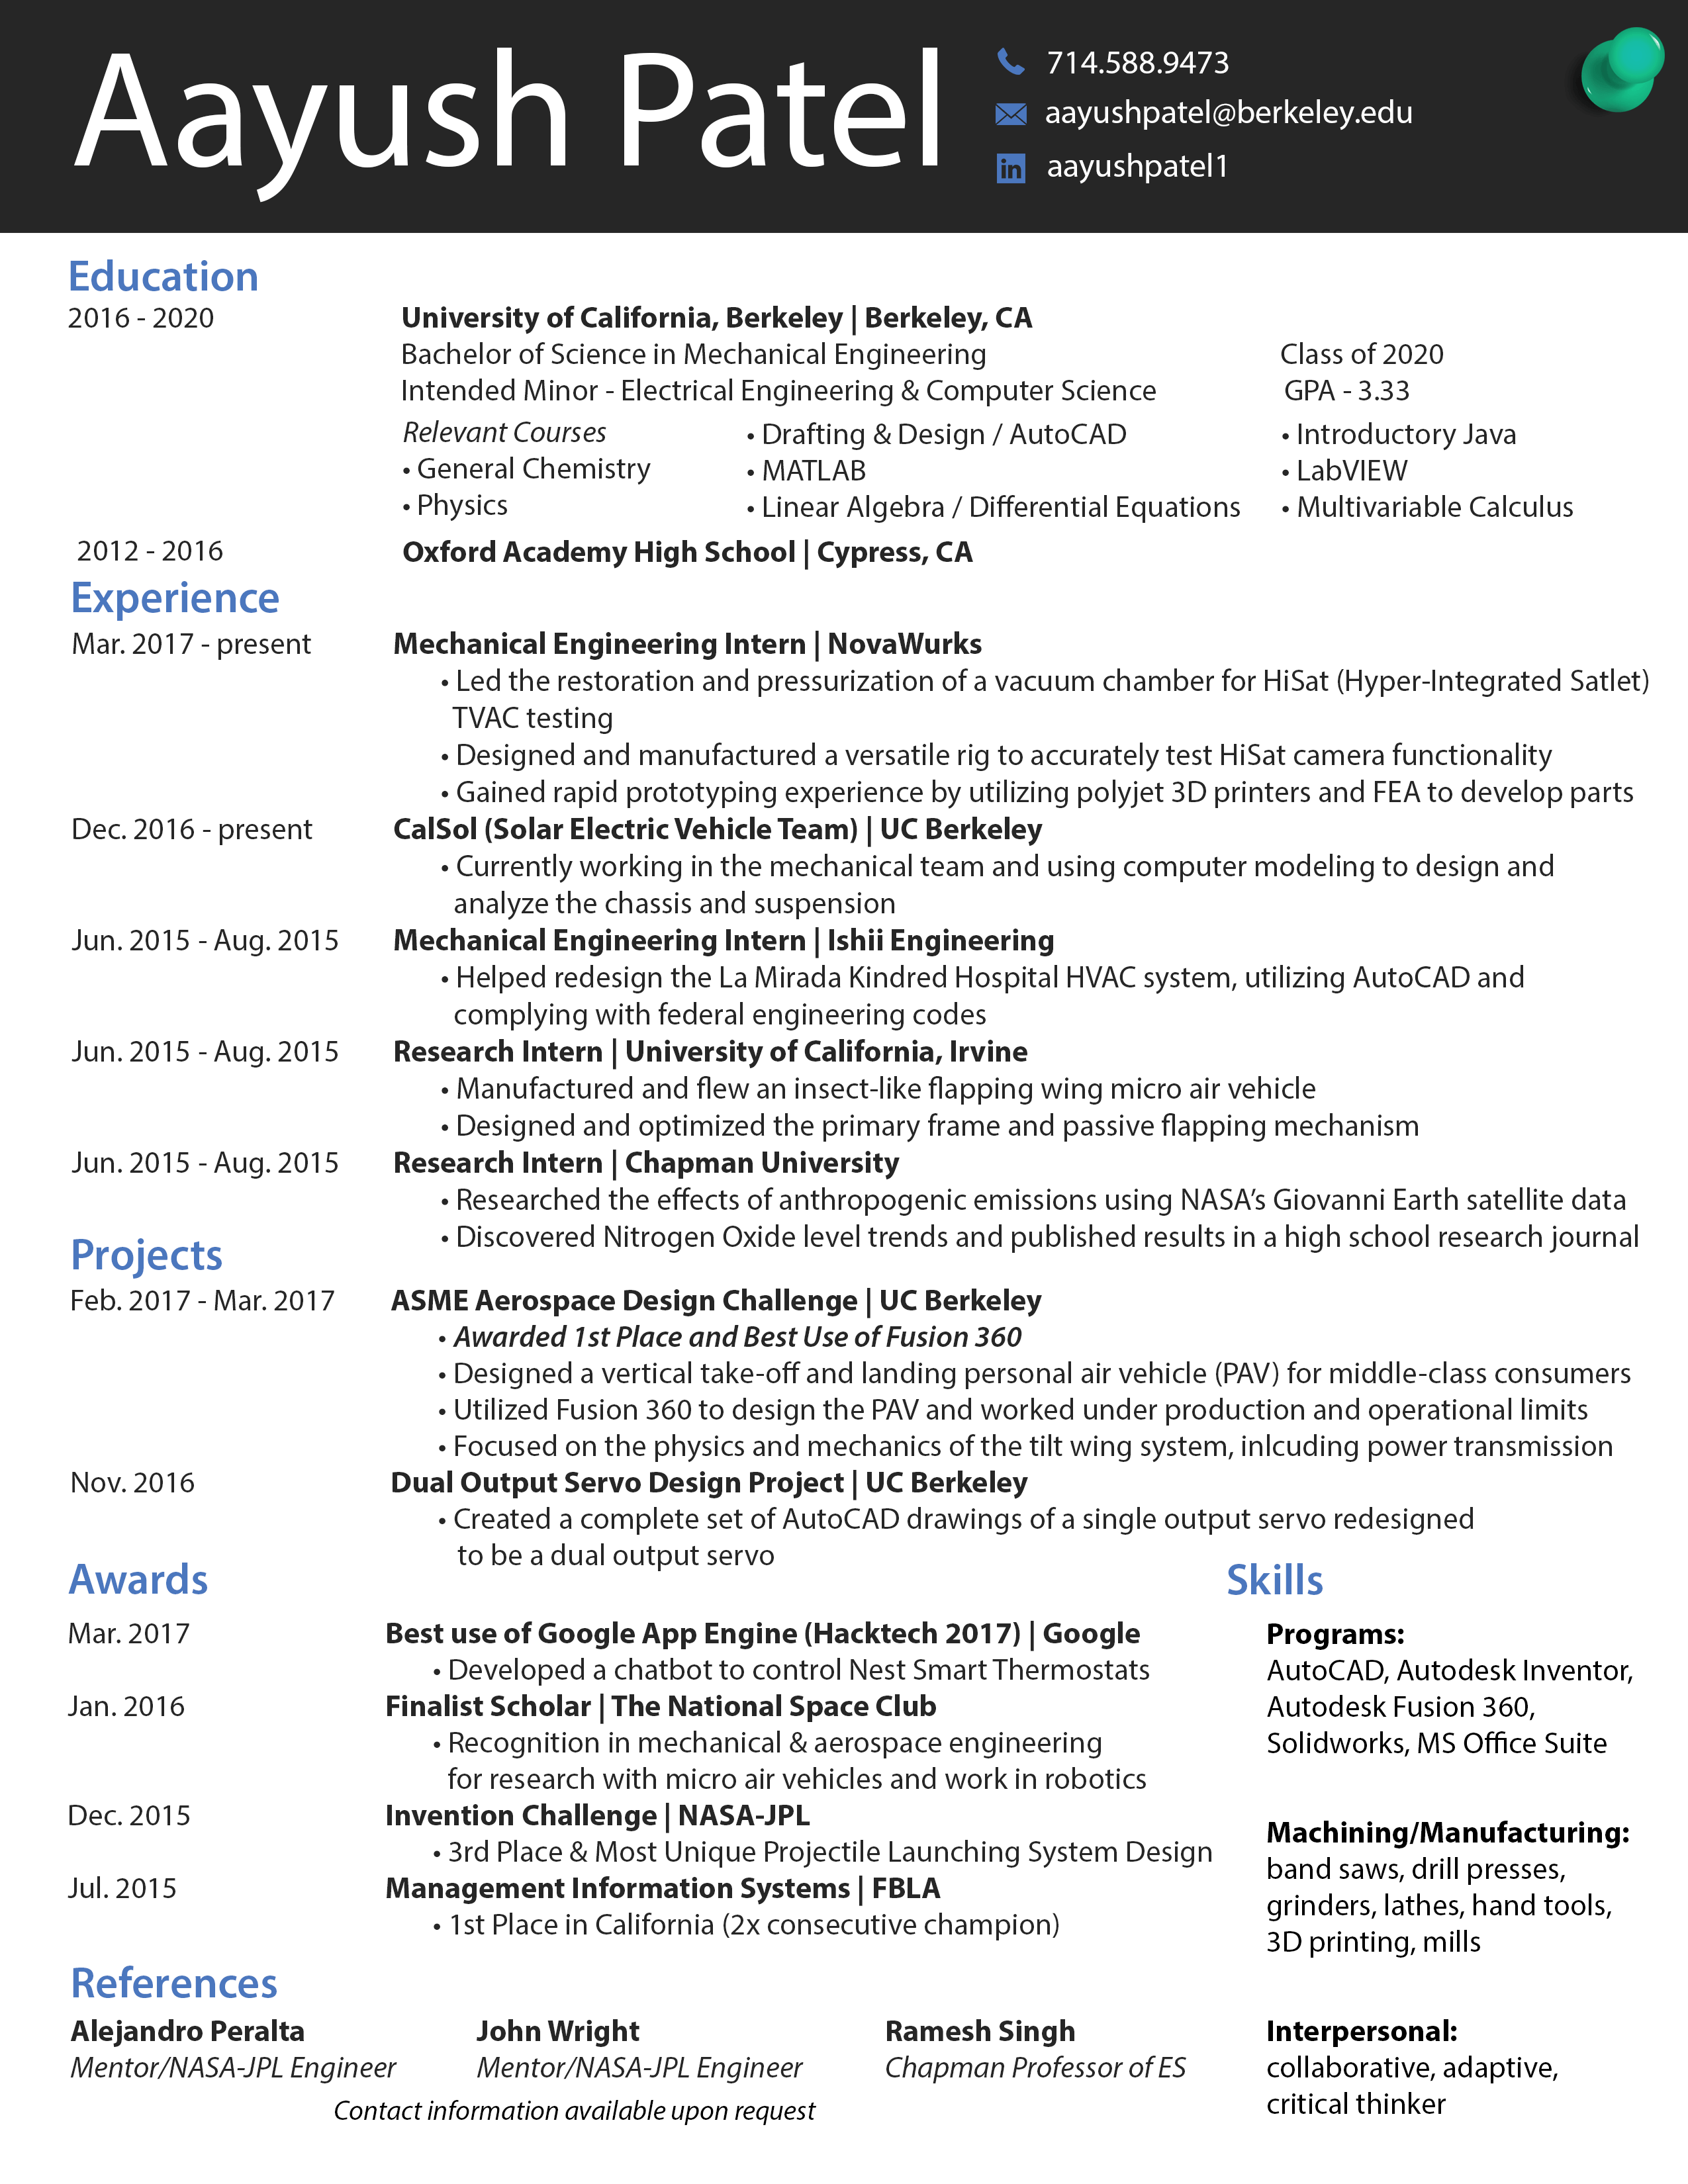 Aayush Patel
714.588.9473
aayushpatel@berkeley.edu
in aayushpatel1
Education
2016 - 2020 University of California, Berkeley | Berkeley, CA
Bachelor of Science in Mechanical Engineering Class of 2020
Intended Minor - Electrical Engineering & Computer Science GPA - 3.33
Relevant Courses • Drafting & Design / AutoCAD • Introductory Java
• General Chemistry • MATLAB • LabVIEW
• Physics • Linear Algebra / Differential Equations • Multivariable Calculus
2012 - 2016 Oxford Academy High School | Cypress, CA
Experience
Mar. 2017 - present Mechanical Engineering Intern | NovaWurks
• Led the restoration and pressurization of a vacuum chamber for HiSat (Hyper-Integrated Satlet)
TVAC testing
• Designed and manufactured a versatile rig to accurately test HiSat camera functionality
• Gained rapid prototyping experience by utilizing polyjet 3D printers and FEA to develop parts
Dec. 2016 - present CalSol (Solar Electric Vehicle Team) | UC Berkeley
• Currently working in the mechanical team and using computer modeling to design and
analyze the chassis and suspension
Jun. 2015 - Aug. 2015 Mechanical Engineering Intern | Ishii Engineering
• Helped redesign the La Mirada Kindred Hospital HVAC system, utilizing AutoCAD and
complying with federal engineering codes
Jun. 2015 - Aug. 2015 Research Intern | University of California, Irvine
• Manufactured and flew an insect-like flapping wing micro air vehicle
• Designed and optimized the primary frame and passive flapping mechanism
Jun. 2015 - Aug. 2015 Research Intern | Chapman University
• Researched the effects of anthropogenic emissions using NASA's Giovanni Earth satellite data
• Discovered Nitrogen Oxide level trends and published results in a high school research journal
Projects
Feb. 2017 - Mar. 2017 ASME Aerospace Design Challenge | UC Berkeley
• Awarded 1st Place and Best Use of Fusion 360
• Designed a vertical take-off and landing personal air vehicle (PAV) for middle-class consumers
• Utilized Fusion 360 to design the PAV and worked under production and operational limits
• Focused on the physics and mechanics of the tilt wing system, inlcuding power transmission
Nov. 2016 Dual Output Servo Design Project | UC Berkeley
• Created a complete set of AutoCAD drawings of a single output servo redesigned
to be a dual output servo
Awards
Mar. 2017 Best use of Google App Engine (Hacktech 2017) | Google
• Developed a chatbot to control Nest Smart Thermostats
Jan. 2016 Finalist Scholar | The National Space Club
• Recognition in mechanical & aerospace engineering
for research with micro air vehicles and work in robotics
Dec. 2015 Invention Challenge | NASA-JPL
• 3rd Place & Most Unique Projectile Launching System Design
Jul. 2015 Management Information Systems | FBLA
• 1st Place in California (2x consecutive champion)
Skills
Programs:
AutoCAD, Autodesk Inventor,
Autodesk Fusion 360,
Solidworks, MS Office Suite
Machining/Manufacturing:
band saws, drill presses,
grinders, lathes, hand tools,
3D printing, mills
Interpersonal:
collaborative, adaptive,
critical thinker
References
Alejandro Peralta John Wright Ramesh Singh
Mentor/NASA-JPL Engineer Mentor/NASA-JPL Engineer Chapman Professor of ES
Contact information available upon request